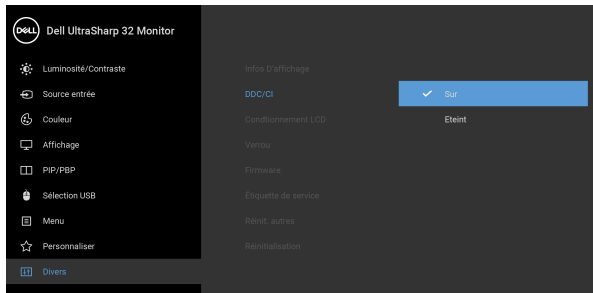 DELL
Dell UltraSharp 32 Monitor
Luminosité/Contraste
Source entrée
Couleur
Affichage
PIP/PBP
Sélection USB
Menu
Personnaliser
Divers
Infos D'affichage
DDC/CI
Condtionnement LCD
Verrou
Firmware
Etiquette de service
Réinit. autres
Réinitialisation
Sur
Eteint